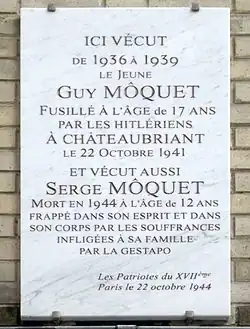 ICI VÉCUT
DE 1936 À 1939
LE JEUNE
GUY MÔQUET
FUSILLÉ À L'ÂGE DE 17 ANS
PAR LES HITLÉRIENS
À CHÂTEAUBRIANT
LE 22 OCTOBRE 1941
ET VÉCUT AUSSI
SERGE MÔQUET
MORT EN 1944 À L'ÂGE DE 12 ANS
FRAPPÉ DANS SON ESPRIT ET DANS
SON CORPS PAR LES SOUFFRANCES
INFLIGÉES À SA FAMILLE
PAR LA GESTAPO
Les Patriotes du XVIIème
Paris le 22 octobre 1944